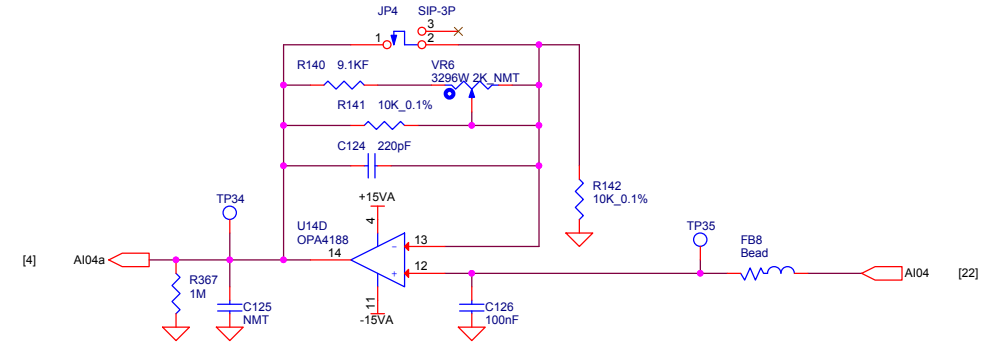 JP4 SIP-3P
3
1 2
R140 9.1KF VR6
3296W 2K_NMT
R141 10K_0.1%
C124 220pF
R142
10K_0.1%
+15VA
TP34
4
U14D
OPA4188
TP35
13
14
FB8
Bead
12
[4] AI04a
AI04 [22]
R367
1M
11
C125
NMT
-15VA
C126
100nF